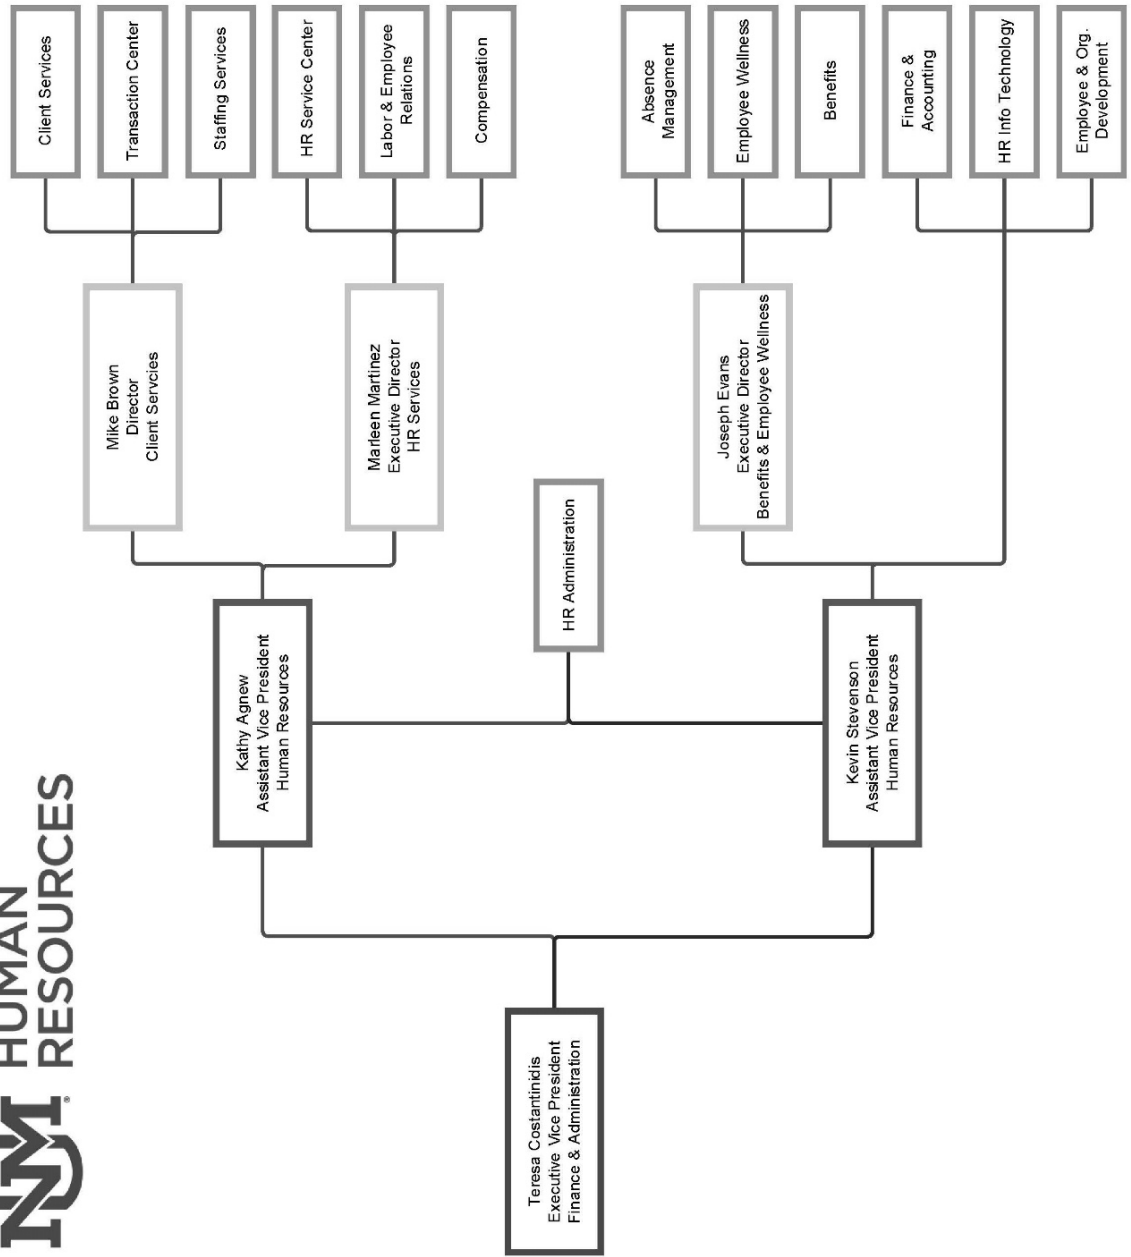 UNM
HUMAN
RESOURCES
Teresa Costantinidis
Executive Vice President
Finance & Administration
Kathy Agnew
Assistant Vice President
Human Resources
HR Administration
Kevin Stevenson
Assistant Vice President
Human Resources
Mike Brown
Director
Client Servcies
Marleen Martinez
Executive Director
HR Services
Joseph Evans
Executive Director
Benefits & Employee Wellness
Client Services
Transaction Center
Staffing Services
HR Service Center
Labor & Employee
Relations
Compensation
Absence
Management
Employee Wellness
Benefits
Finance &
Accounting
HR Info Technology
Employee & Org.
Development